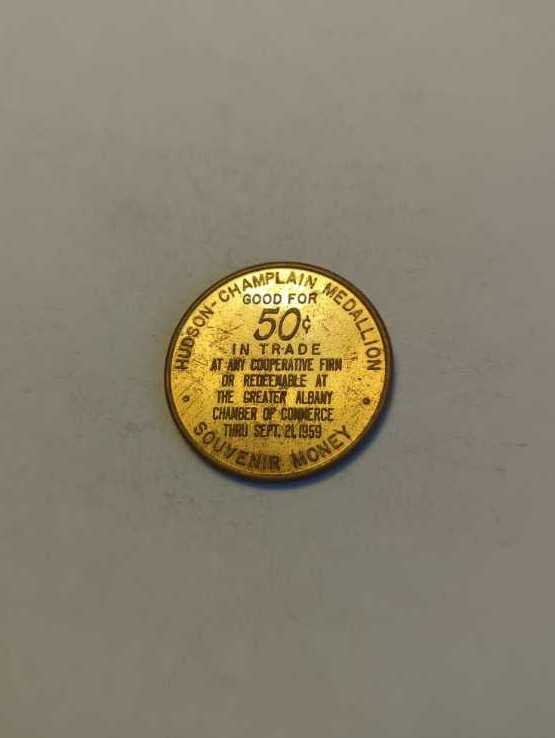 HUDSON-CHAMPLAIN MEDALLION
GOOD FOR
50¢
IN TRADE
AT ANY COOPERATIVE FIRM
OR REDEEMABLE AT
THE GREATER ALBANY
CHAMBER OF COMMERCE
THRU SEPT. 21, 1959
SOUVENIR MONEY